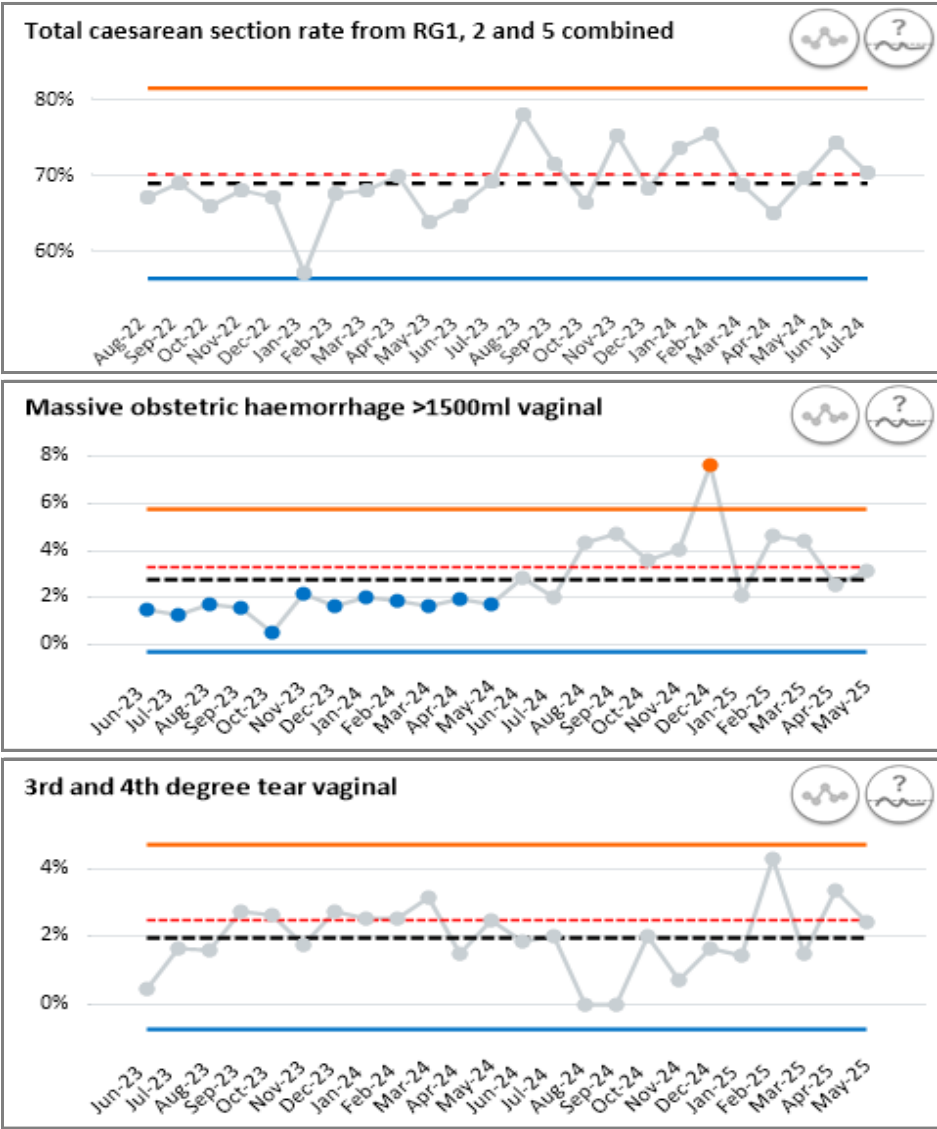 Total caesarean section rate from RG1, 2 and 5 combined
?
80%
70%
60%
Aug-22 Sep-22 Oct-22 Nov-22 Dec-22 Jan-23 Feb-23 Mar-23 Apr-23 May-23 Jun-23 Jul-23 Aug-23 Sep-23 Oct-23 Nov-23 Dec-23 Jan-24 Feb-24 Mar-24 Apr-24 May-24 Jun-24 Jul-24
Massive obstetric haemorrhage >1500ml vaginal
?
8%
6%
4%
2%
0%
Jun-23 Jul-23 Aug-23 Sep-23 Oct-23 Nov-23 Dec-23 Jan-24 Feb-24 Mar-24 Apr-24 May-24 Jun-24 Jul-24 Aug-24 Sep-24 Oct-24 Nov-24 Dec-24 Jan-25 Feb-25 Mar-25 Apr-25 May-25
3rd and 4th degree tear vaginal
?
4%
2%
0%
Jun-23 Jul-23 Aug-23 Sep-23 Oct-23 Nov-23 Dec-23 Jan-24 Feb-24 Mar-24 Apr-24 May-24 Jun-24 Jul-24 Aug-24 Sep-24 Oct-24 Nov-24 Dec-24 Jan-25 Feb-25 Mar-25 Apr-25 May-25